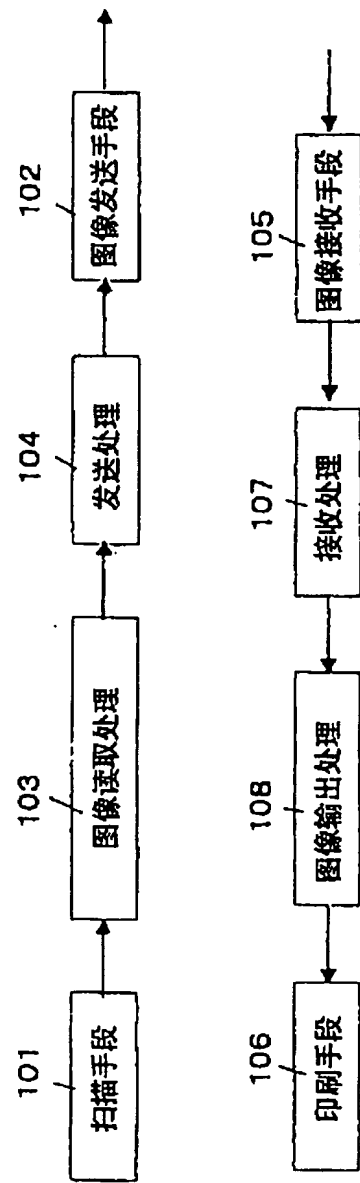 101
扫描手段
103
图像读取处理
104
发送处理
102
图像发送手段
106
印刷手段
108
图像输出处理
107
接收处理
105
图像接收手段